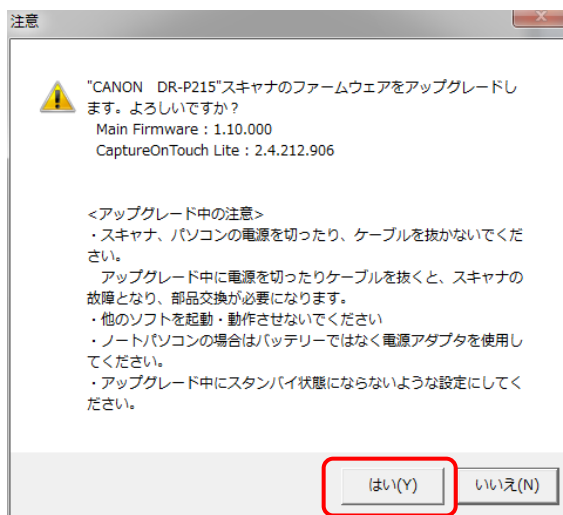 注意
"CANON　DR-P215"スキャナのファームウェアをアップグレードし
ます。よろしいですか？
Main Firmware : 1.10.000
CaptureOnTouch Lite : 2.4.212.906
<アップグレード中の注意>
・スキャナ、パソコンの電源を切ったり、ケーブルを抜かないでくだ
さい。
　アップグレード中に電源を切ったりケーブルを抜くと、スキャナの
故障となり、部品交換が必要になります。
・他のソフトを起動・動作させないでください
・ノートパソコンの場合はバッテリーではなく電源アダプタを使用し
てください。
・アップグレード中にスタンバイ状態にならないような設定にしてく
ださい。
はい(Y)　いいえ(N)